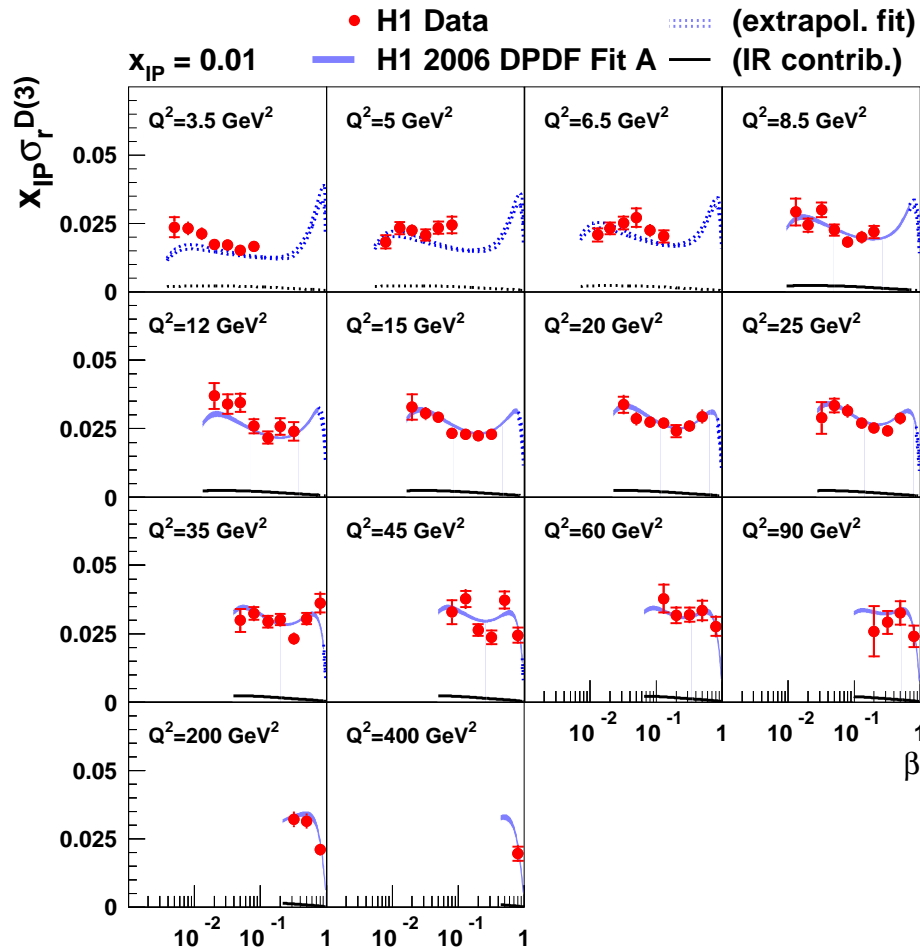 H1 Data
(extrapol. fit)
x_IP = 0.01
H1 2006 DPDF Fit A
(IR contrib.)
x_IP σ_r^D(3)
Q²=3.5 GeV²
Q²=5 GeV²
Q²=6.5 GeV²
Q²=8.5 GeV²
0.05
0.025
0
Q²=12 GeV²
Q²=15 GeV²
Q²=20 GeV²
Q²=25 GeV²
0.05
0.025
0
Q²=35 GeV²
Q²=45 GeV²
Q²=60 GeV²
Q²=90 GeV²
0.05
0.025
0
10⁻² 10⁻¹ 1
10⁻² 10⁻¹ 1
β
Q²=200 GeV²
Q²=400 GeV²
0.05
0.025
0
10⁻² 10⁻¹ 1
10⁻² 10⁻¹ 1